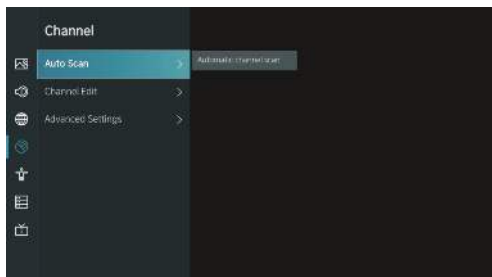 Channel
Auto Scan
Automatic channel scan
Channel Edit
Advanced Settings